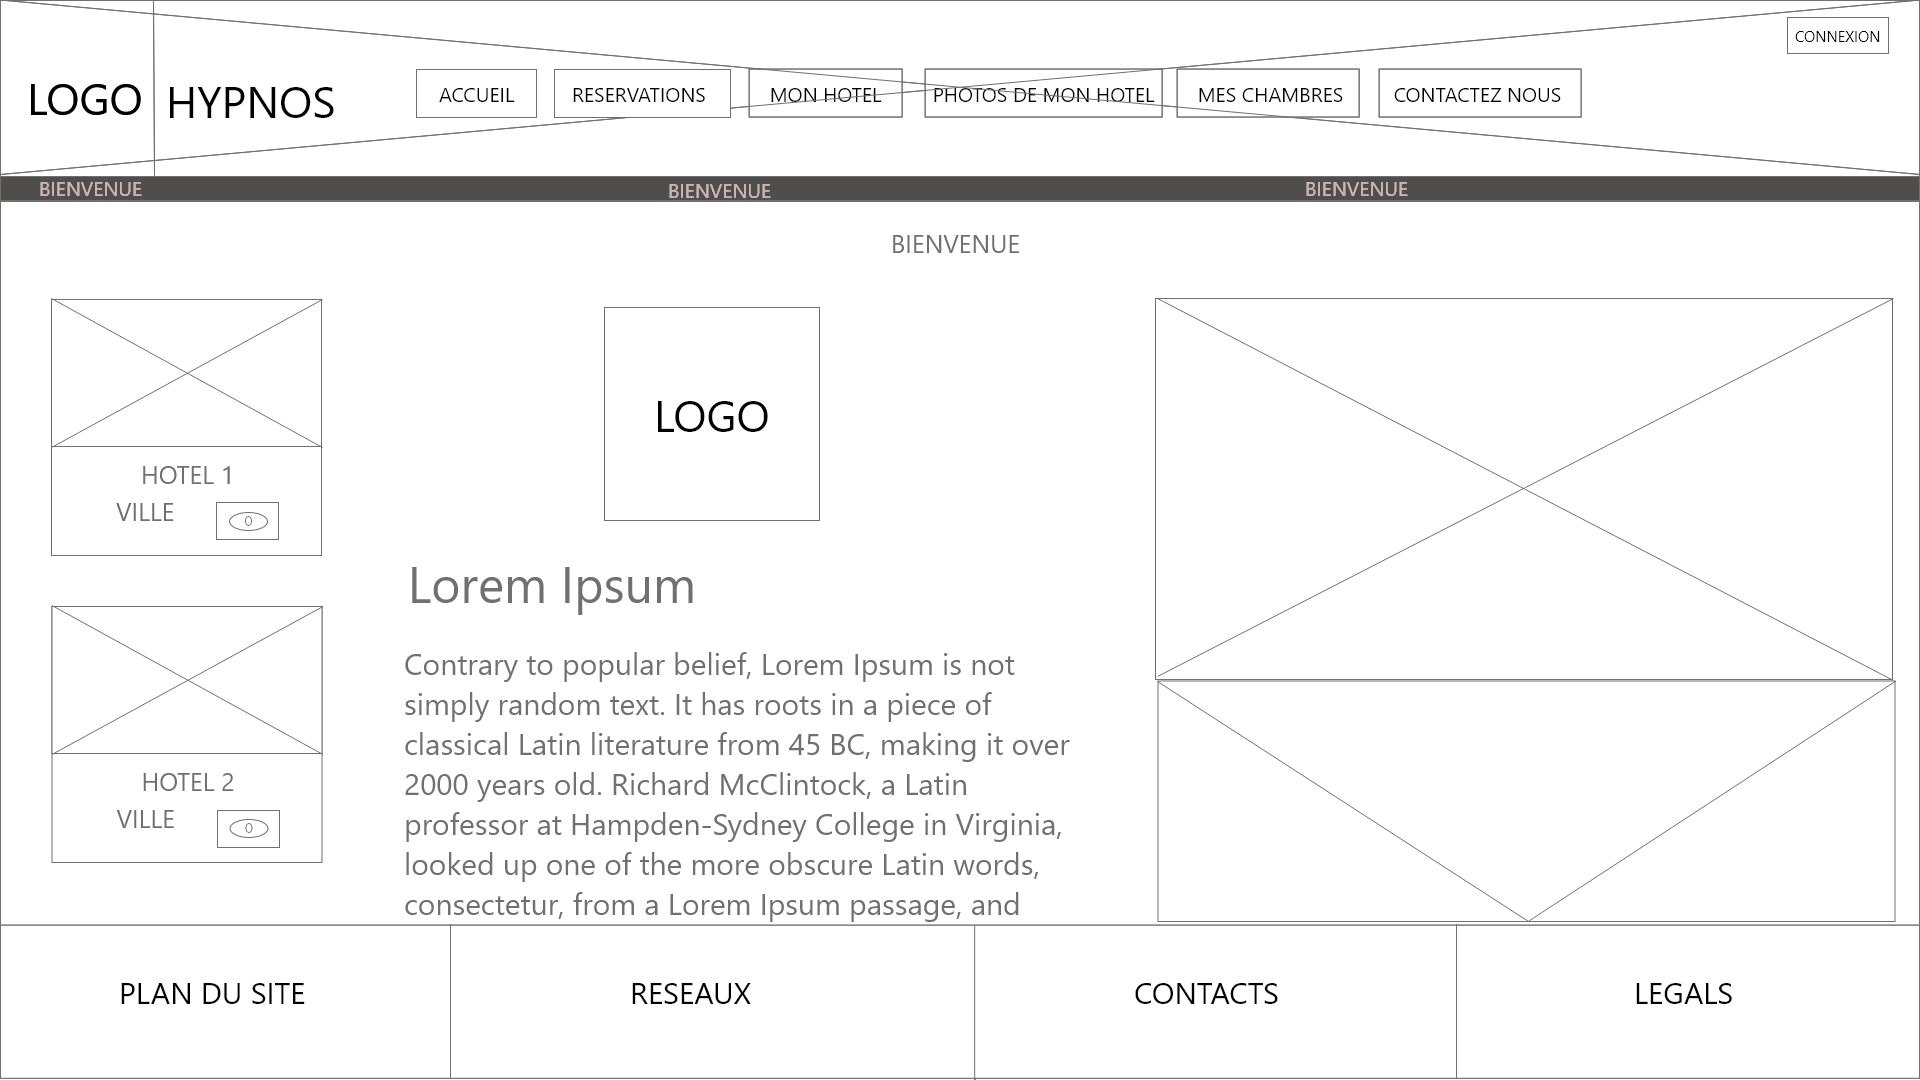 CONNEXION
LOGO
HYPNOS
ACCUEIL
RESERVATIONS
MON HOTEL
PHOTOS DE MON HOTEL
MES CHAMBRES
CONTACTEZ NOUS
BIENVENUE
BIENVENUE
BIENVENUE
BIENVENUE
HOTEL 1
VILLE
HOTEL 2
VILLE
LOGO
Lorem Ipsum
Contrary to popular belief, Lorem Ipsum is not
simply random text. It has roots in a piece of
classical Latin literature from 45 BC, making it over
2000 years old. Richard McClintock, a Latin
professor at Hampden-Sydney College in Virginia,
looked up one of the more obscure Latin words,
consectetur, from a Lorem Ipsum passage, and
PLAN DU SITE
RESEAUX
CONTACTS
LEGALS